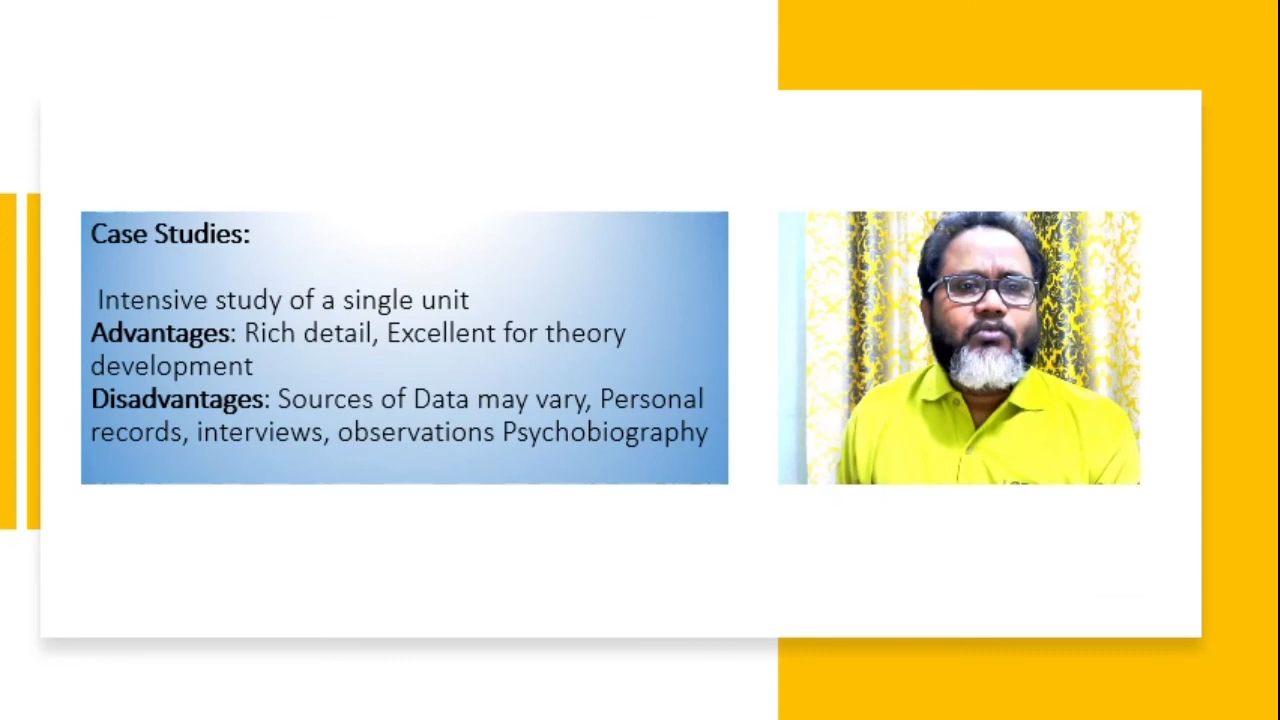 Case Studies:
Intensive study of a single unit
Advantages: Rich detail, Excellent for theory
development
Disadvantages: Sources of Data may vary, Personal
records, interviews, observations Psychobiography